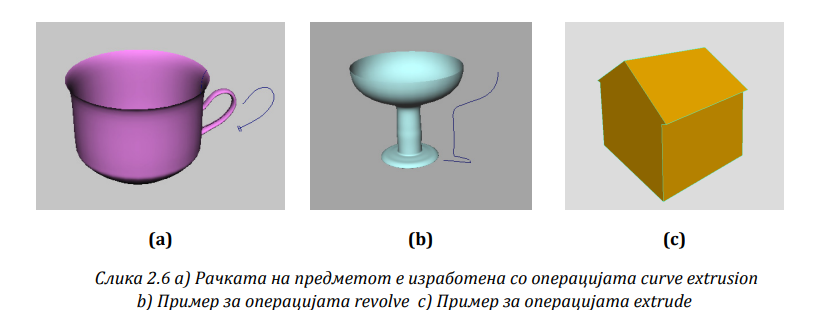 (a) (b) (c)
Слика 2.6 a) Рачката на предметот е изработена со операцијата curve extrusion
b) Пример за операцијата revolve c) Пример за операцијата extrude